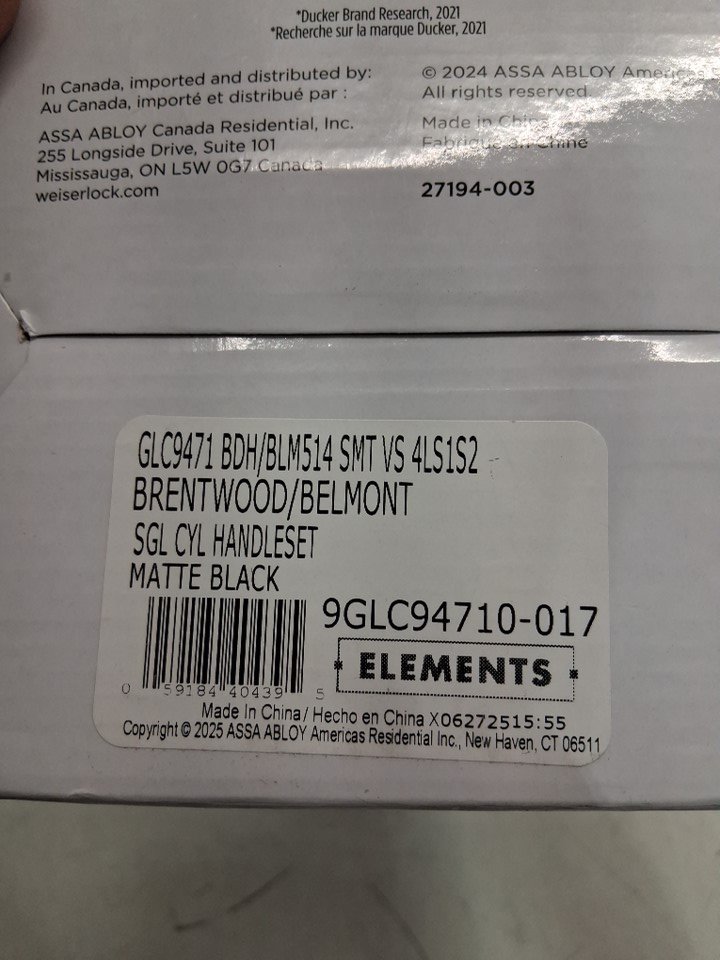 *Ducker Brand Research, 2021
*Recherche sur la marque Ducker, 2021
In Canada, imported and distributed by:
Au Canada, importé et distribué par :
ASSA ABLOY Canada Residential, Inc.
255 Longside Drive, Suite 101
Mississauga, ON L5W 0G7 Canada
weiserlock.com
© 2024 ASSA ABLOY Americas
All rights reserved.
Made in China
Fabriqué en Chine
27194-003
GLC9471 BDH/BLM514 SMT VS 4LS1S2
BRENTWOOD/BELMONT
SGL CYL HANDLESET
MATTE BLACK
9GLC94710-017
ELEMENTS
0 59184 40439 5
Made In China / Hecho en China X06272515:55
Copyright © 2025 ASSA ABLOY Americas Residential Inc., New Haven, CT 06511